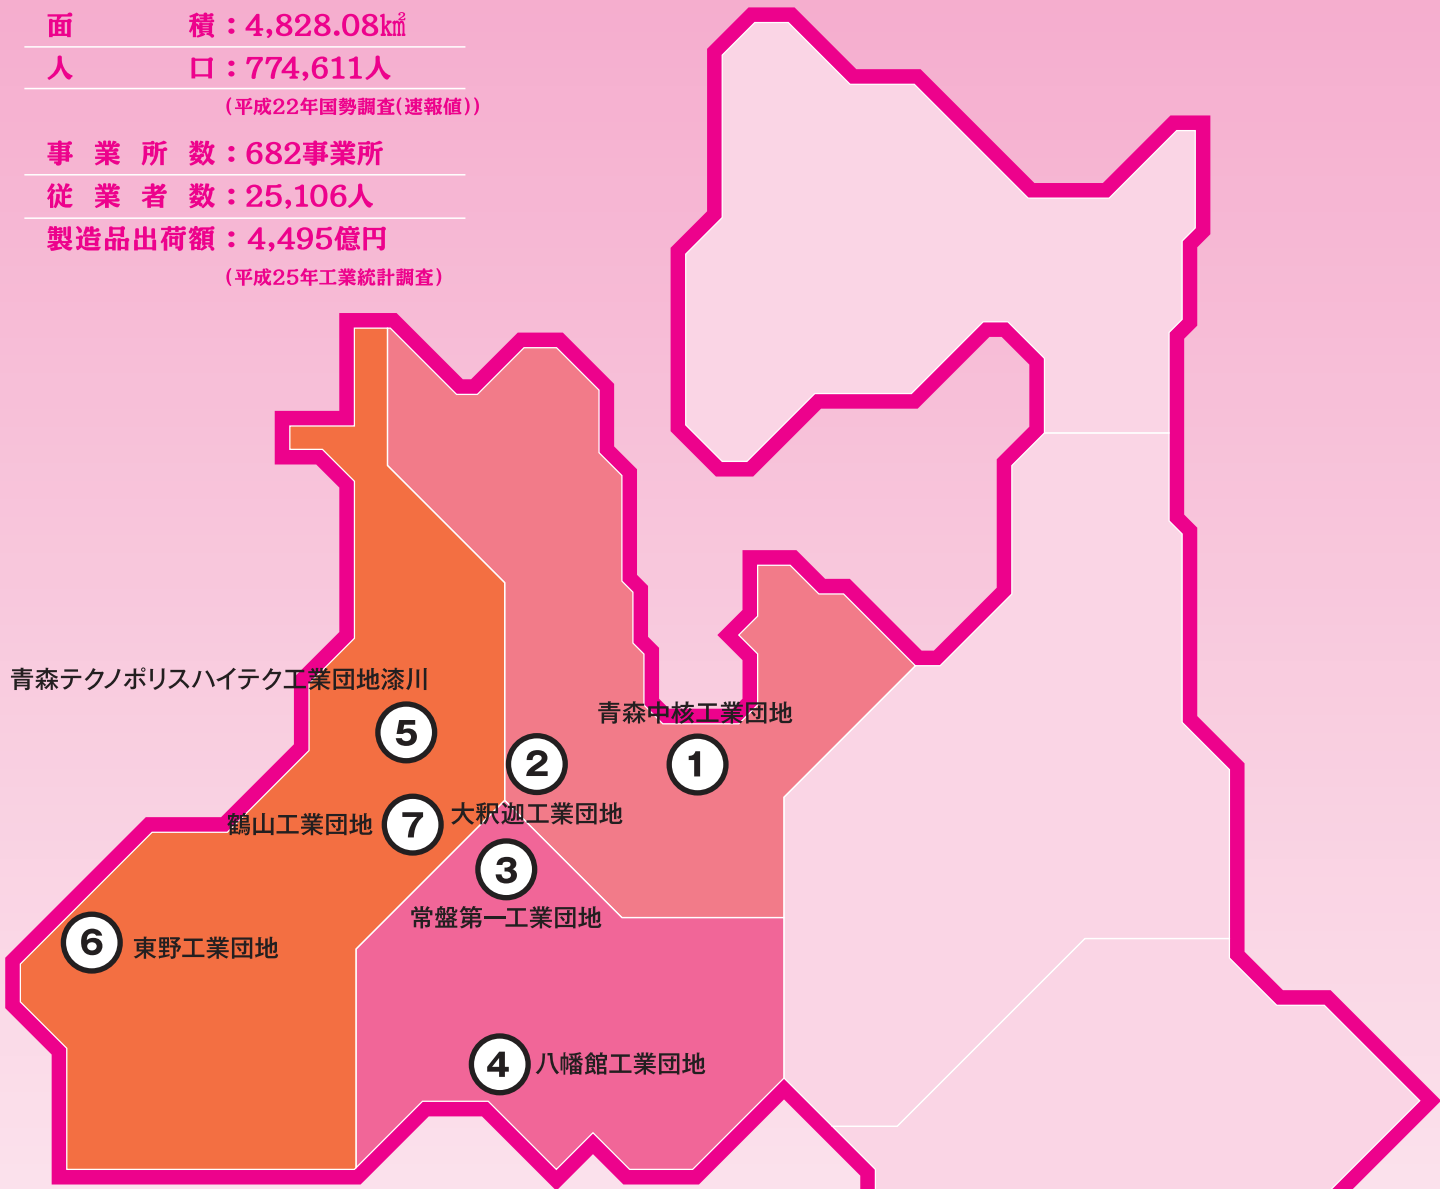 面積：4,828.08㎢
人口：774,611人
(平成22年国勢調査(速報値))
事業所数：682事業所
従業者数：25,106人
製造品出荷額：4,495億円
(平成25年工業統計調査)
青森テクノポリスハイテク工業団地漆川
⑤
青森中核工業団地
①
②
大釈迦工業団地
鶴山工業団地
⑦
③
常盤第一工業団地
⑥
東野工業団地
④
八幡館工業団地